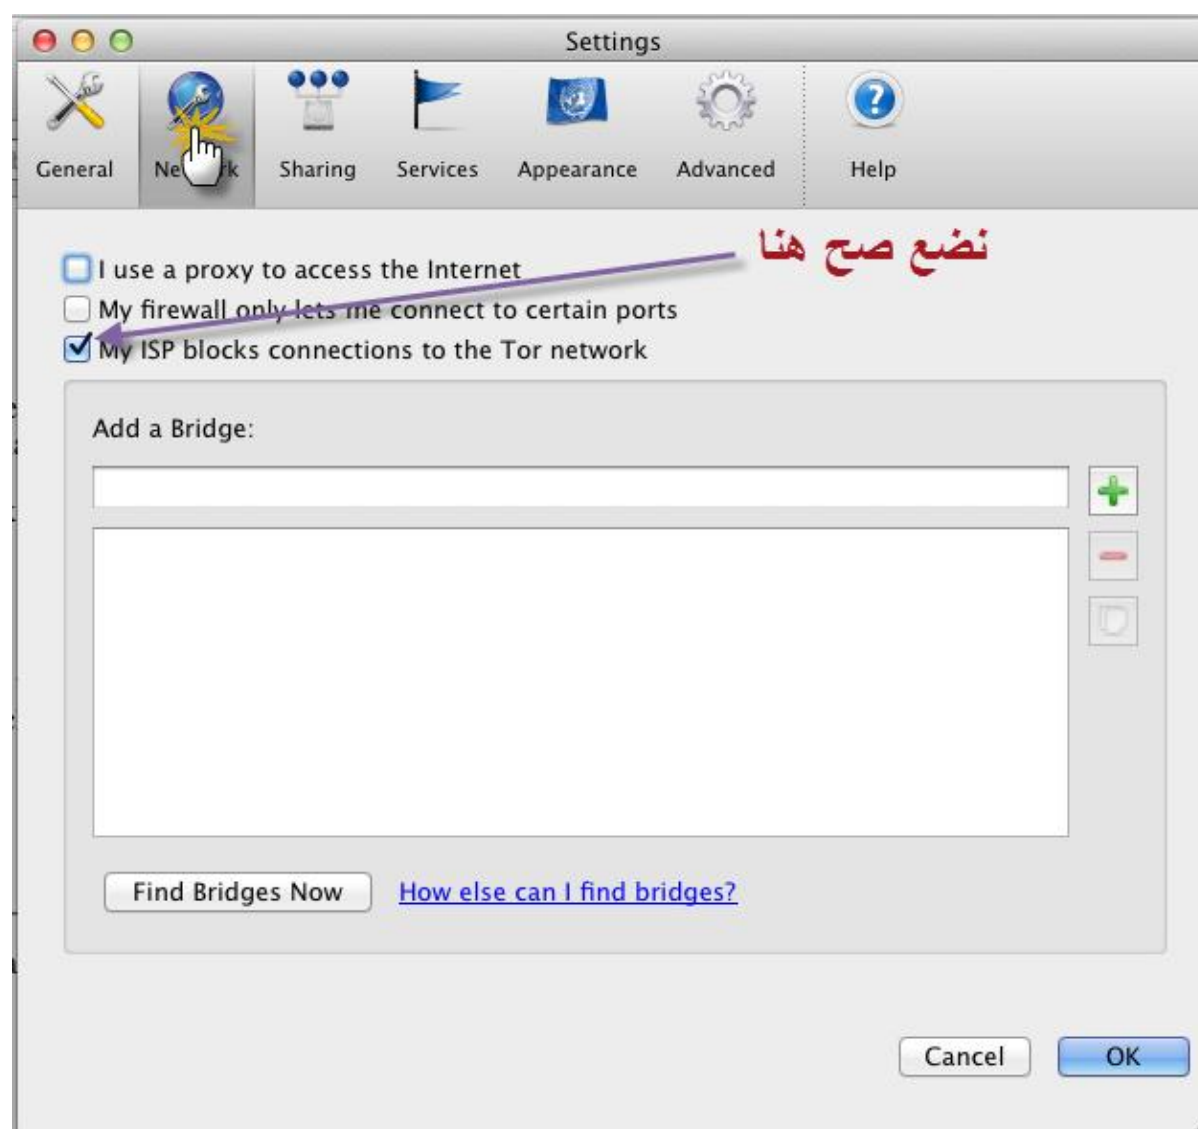 Settings
General
Network
Sharing
Services
Appearance
Advanced
Help
نضع صح هنا
I use a proxy to access the Internet
My firewall only lets me connect to certain ports
My ISP blocks connections to the Tor network
Add a Bridge:
Find Bridges Now
How else can I find bridges?
Cancel
OK